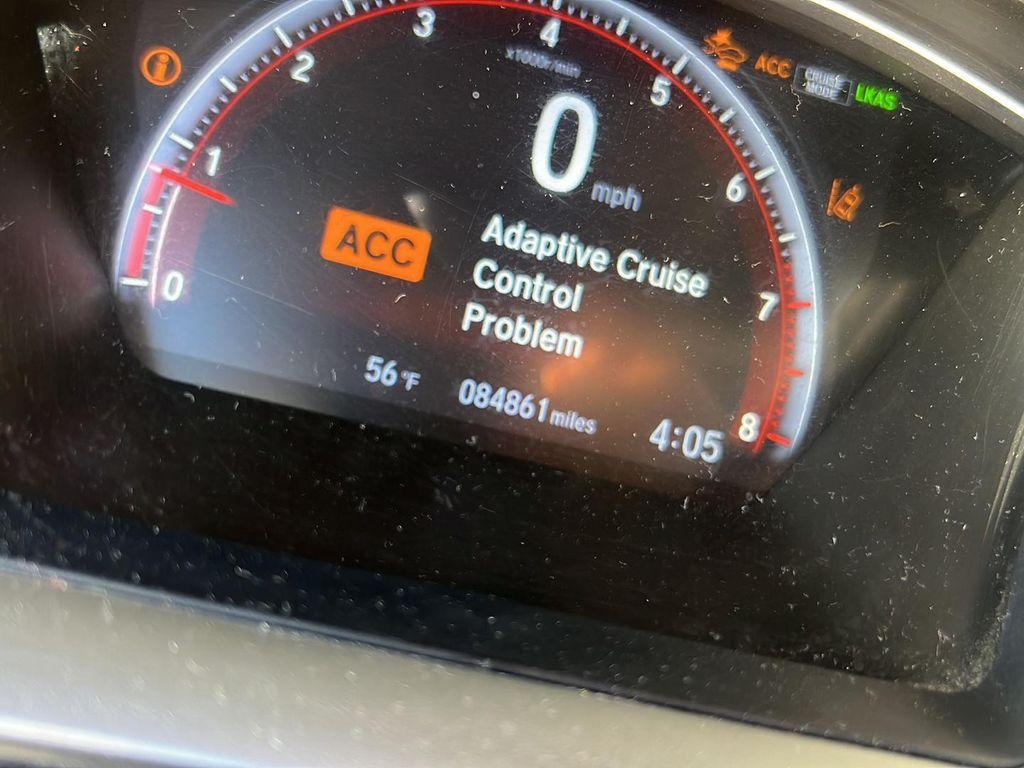 3
4
2
x1000r/min
5
ACC
CRUISE
MODE
LKAS
1
0
mph
6
ACC
Adaptive Cruise
Control
Problem
0
7
56 °F
084861 miles
4:05
8